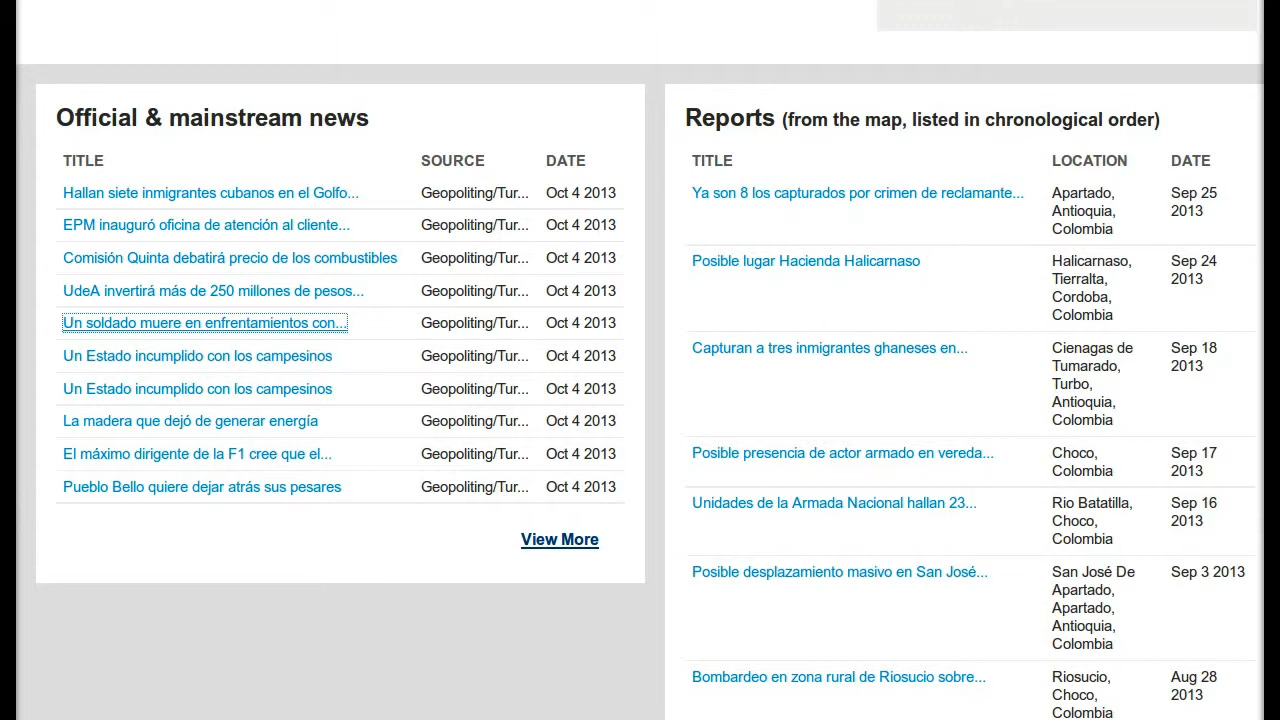 Official & mainstream news
TITLE SOURCE DATE
Hallan siete inmigrantes cubanos en el Golfo... Geopoliting/Tur... Oct 4 2013
EPM inauguró oficina de atención al cliente... Geopoliting/Tur... Oct 4 2013
Comisión Quinta debatirá precio de los combustibles Geopoliting/Tur... Oct 4 2013
UdeA invertirá más de 250 millones de pesos... Geopoliting/Tur... Oct 4 2013
Un soldado muere en enfrentamientos con... Geopoliting/Tur... Oct 4 2013
Un Estado incumplido con los campesinos Geopoliting/Tur... Oct 4 2013
Un Estado incumplido con los campesinos Geopoliting/Tur... Oct 4 2013
La madera que dejó de generar energía Geopoliting/Tur... Oct 4 2013
El máximo dirigente de la F1 cree que el... Geopoliting/Tur... Oct 4 2013
Pueblo Bello quiere dejar atrás sus pesares Geopoliting/Tur... Oct 4 2013
View More
Reports (from the map, listed in chronological order)
TITLE LOCATION DATE
Ya son 8 los capturados por crimen de reclamante... Apartado, Sep 25
Antioquia, 2013
Colombia
Posible lugar Hacienda Halicarnaso Halicarnaso, Sep 24
Tierralta, 2013
Cordoba,
Colombia
Capturan a tres inmigrantes ghaneses en... Cienagas de Sep 18
Tumarado, 2013
Turbo,
Antioquia,
Colombia
Posible presencia de actor armado en vereda... Choco, Sep 17
Colombia 2013
Unidades de la Armada Nacional hallan 23... Rio Batatilla, Sep 16
Choco, 2013
Colombia
Posible desplazamiento masivo en San José... San José De Sep 3 2013
Apartado,
Apartado,
Antioquia,
Colombia
Bombardeo en zona rural de Riosucio sobre... Riosucio, Aug 28
Choco, 2013
Colombia